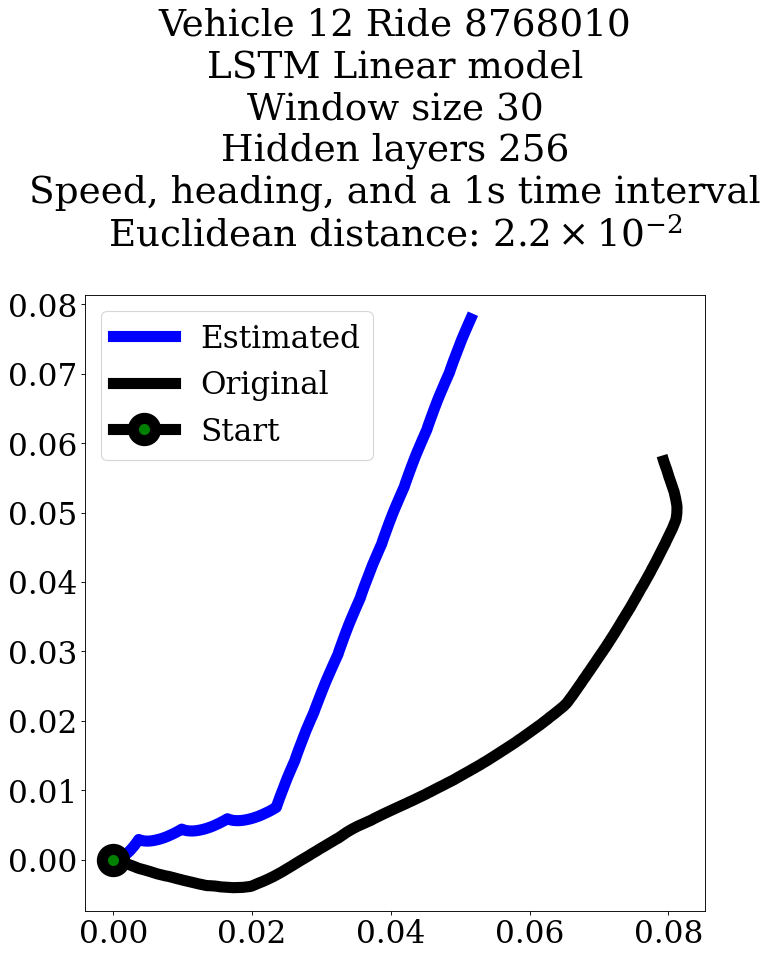 Vehicle 12 Ride 8768010
LSTM Linear model
Window size 30
Hidden layers 256
Speed, heading, and a 1s time interval
Euclidean distance: 2.2 × 10⁻²
0.08
Estimated
0.07
Original
Start
0.06
0.05
0.04
0.03
0.02
0.01
0.00
0.00 0.02 0.04 0.06 0.08